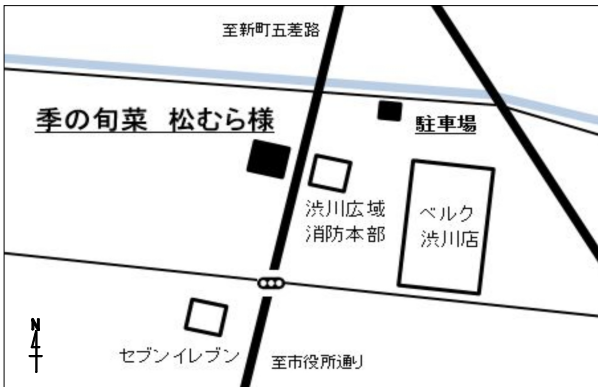 至新町五差路
季の旬菜 松むら様
駐車場
渋川広域
消防本部
ベルク
渋川店
N
セブンイレブン
至市役所通り